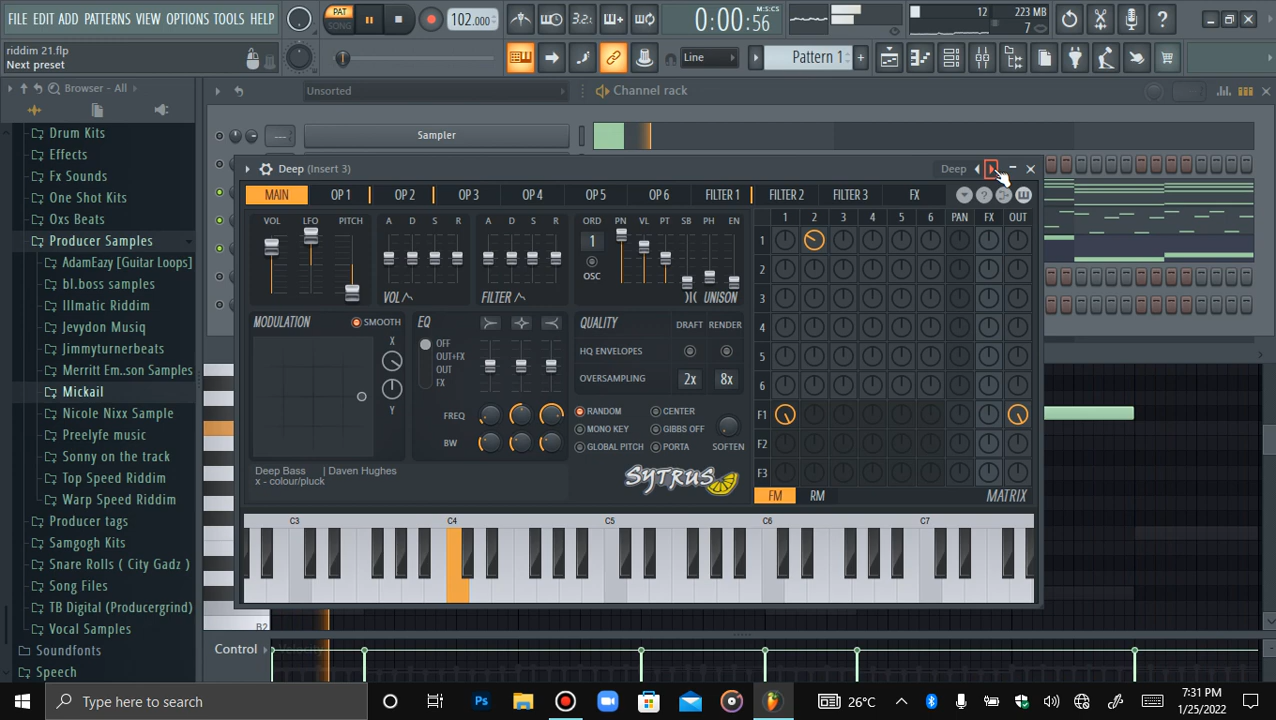 FILE EDIT ADD PATTERNS VIEW OPTIONS TOOLS HELP
PAT
SONG
102.000
3.2.
0:00:56
M:S:CS
12
223 MB
7
riddim 21.flp
Next preset
Line
Pattern 1
Browser - All
Unsorted
Channel rack
Drum Kits
Effects
Fx Sounds
One Shot Kits
Oxs Beats
Producer Samples
AdamEazy [Guitar Loops]
bl.boss samples
Illmatic Riddim
Jevydon Musiq
Jimmyturnerbeats
Merritt Em..son Samples
Mickail
Nicole Nixx Sample
Preelyfe music
Sonny on the track
Top Speed Riddim
Warp Speed Riddim
Producer tags
Samgogh Kits
Snare Rolls ( City Gadz )
Song Files
TB Digital (Producergrind)
Vocal Samples
Soundfonts
Speech
Sampler
Deep (Insert 3)
Deep
MAIN OP 1 OP 2 OP 3 OP 4 OP 5 OP 6 FILTER 1 FILTER 2 FILTER 3 FX
VOL LFO PITCH
A D S R
VOL
A D S R
FILTER
ORD PN VL PT SB PH EN
1
OSC
UNISON
MODULATION
SMOOTH
X
Y
EQ
OFF
OUT+FX
OUT
FX
FREQ
BW
QUALITY DRAFT RENDER
HQ ENVELOPES
OVERSAMPLING 2x 8x
RANDOM CENTER
MONO KEY GIBBS OFF
GLOBAL PITCH PORTA SOFTEN
Deep Bass | Daven Hughes
x - colour/pluck
SYTRUS
1 2 3 4 5 6 PAN FX OUT
1
2
3
4
5
6
F1
F2
F3
FM RM MATRIX
C3 C4 C5 C6 C7
B2
Control
Type here to search
Ps
26°C
7:31 PM
1/25/2022